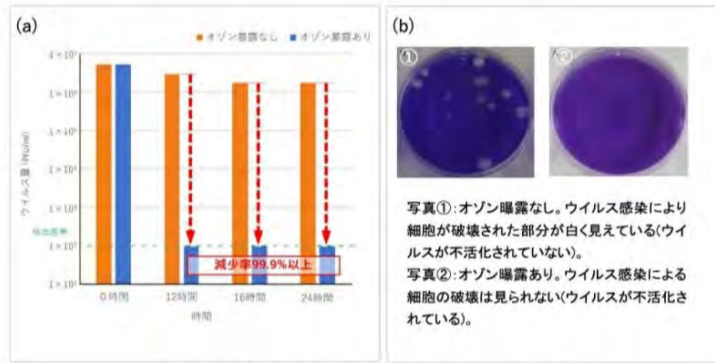 (a)
オゾン暴露なし オゾン暴露あり
ウイルス量 (PFU/ml)
検出限界
減少率99.9%以上
0時間 12時間 16時間 24時間
時間
(b)
① ②
写真①:オゾン曝露なし。ウイルス感染により
細胞が破壊された部分が白く見えている(ウイ
ルスが不活化されていない)。
写真②:オゾン曝露あり。ウイルス感染による
細胞の破壊は見られない(ウイルスが不活化さ
れている)。